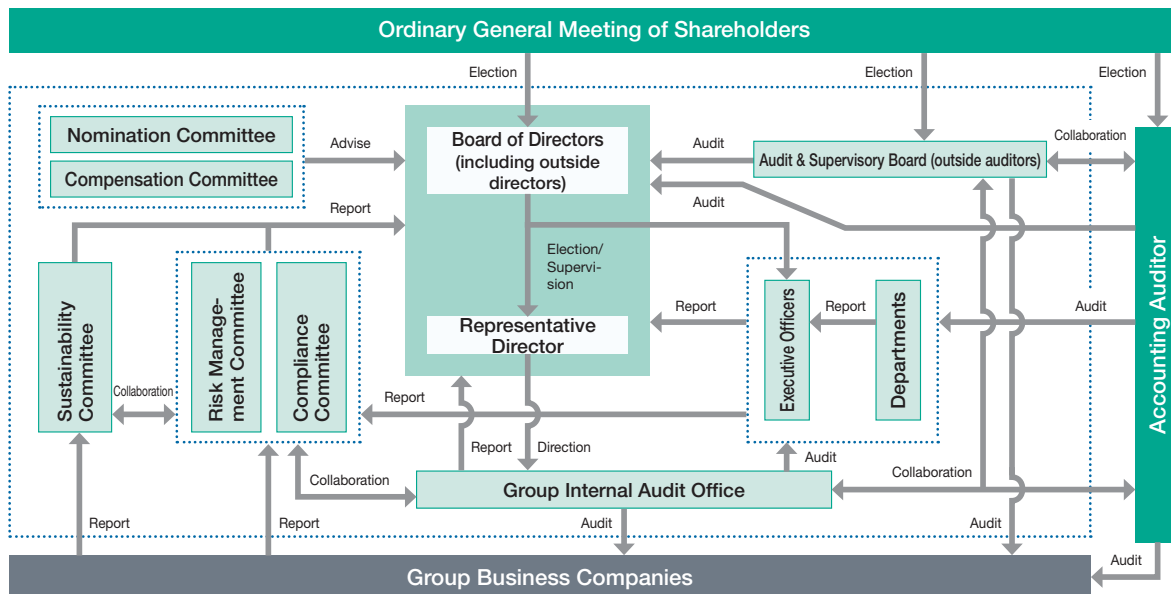 Ordinary General Meeting of Shareholders
Election
Election
Election
Nomination Committee
Compensation Committee
Advise
Board of Directors
(including outside
directors)
Audit
Audit & Supervisory Board (outside auditors)
Collaboration
Report
Audit
Election/
Supervi-
sion
Sustainability
Committee
Risk Manage-
ment Committee
Compliance
Committee
Collaboration
Representative
Director
Report
Executive Officers
Report
Departments
Audit
Accounting Auditor
Report
Report
Direction
Audit
Collaboration
Collaboration
Group Internal Audit Office
Report
Report
Audit
Audit
Audit
Group Business Companies